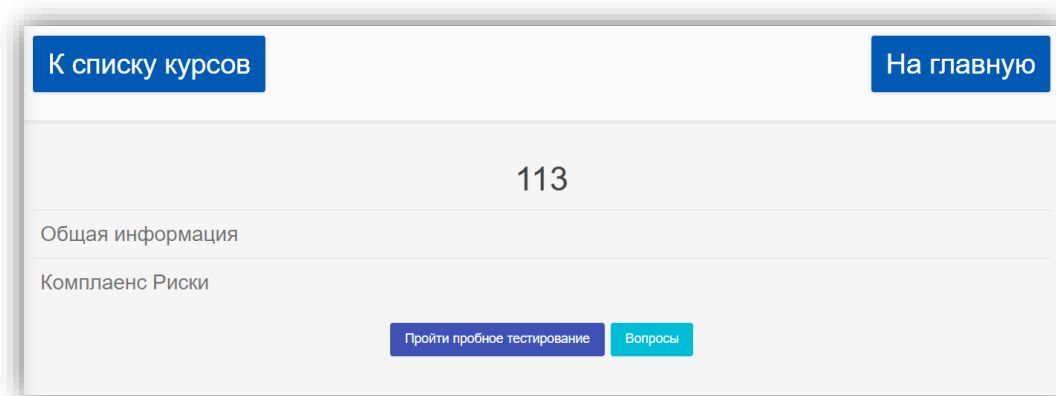 К списку курсов
На главную
113
Общая информация
Комплаенс Риски
Пройти пробное тестирование
Вопросы